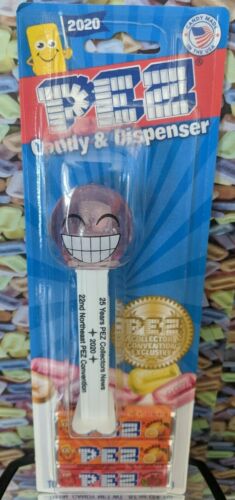 2020
CANDY MADE
IN THE USA
PEZ
Candy & Dispenser
25 Years PEZ Collectors News
2020
22nd Northeast PEZ Convention
PEZ
COLLECTORS
CONVENTION
EXCLUSIVE
PEZ
PEZ
PEZ